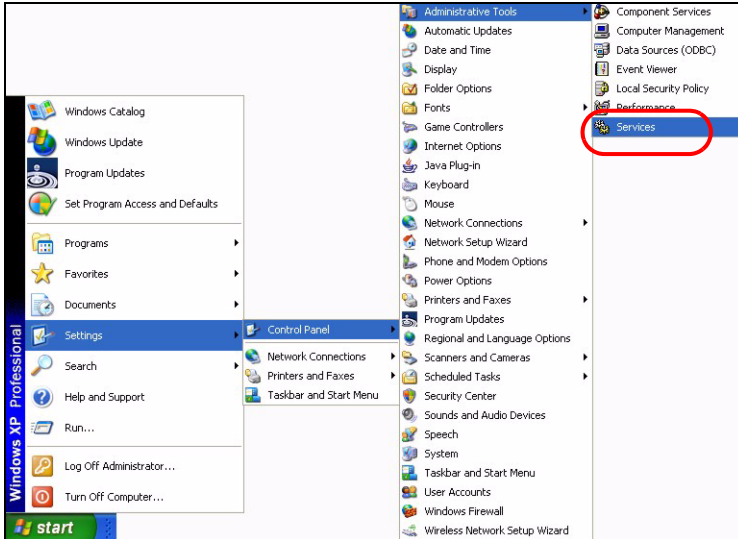 Windows Catalog
Windows Update
Program Updates
Set Program Access and Defaults
Programs
Favorites
Documents
Settings
Search
Help and Support
Run...
Log Off Administrator...
Turn Off Computer...
Windows XP Professional
start
Control Panel
Network Connections
Printers and Faxes
Taskbar and Start Menu
Administrative Tools
Automatic Updates
Date and Time
Display
Folder Options
Fonts
Game Controllers
Internet Options
Java Plug-in
Keyboard
Mouse
Network Connections
Network Setup Wizard
Phone and Modem Options
Power Options
Printers and Faxes
Program Updates
Regional and Language Options
Scanners and Cameras
Scheduled Tasks
Security Center
Sounds and Audio Devices
Speech
System
Taskbar and Start Menu
User Accounts
Windows Firewall
Wireless Network Setup Wizard
Component Services
Computer Management
Data Sources (ODBC)
Event Viewer
Local Security Policy
Performance
Services